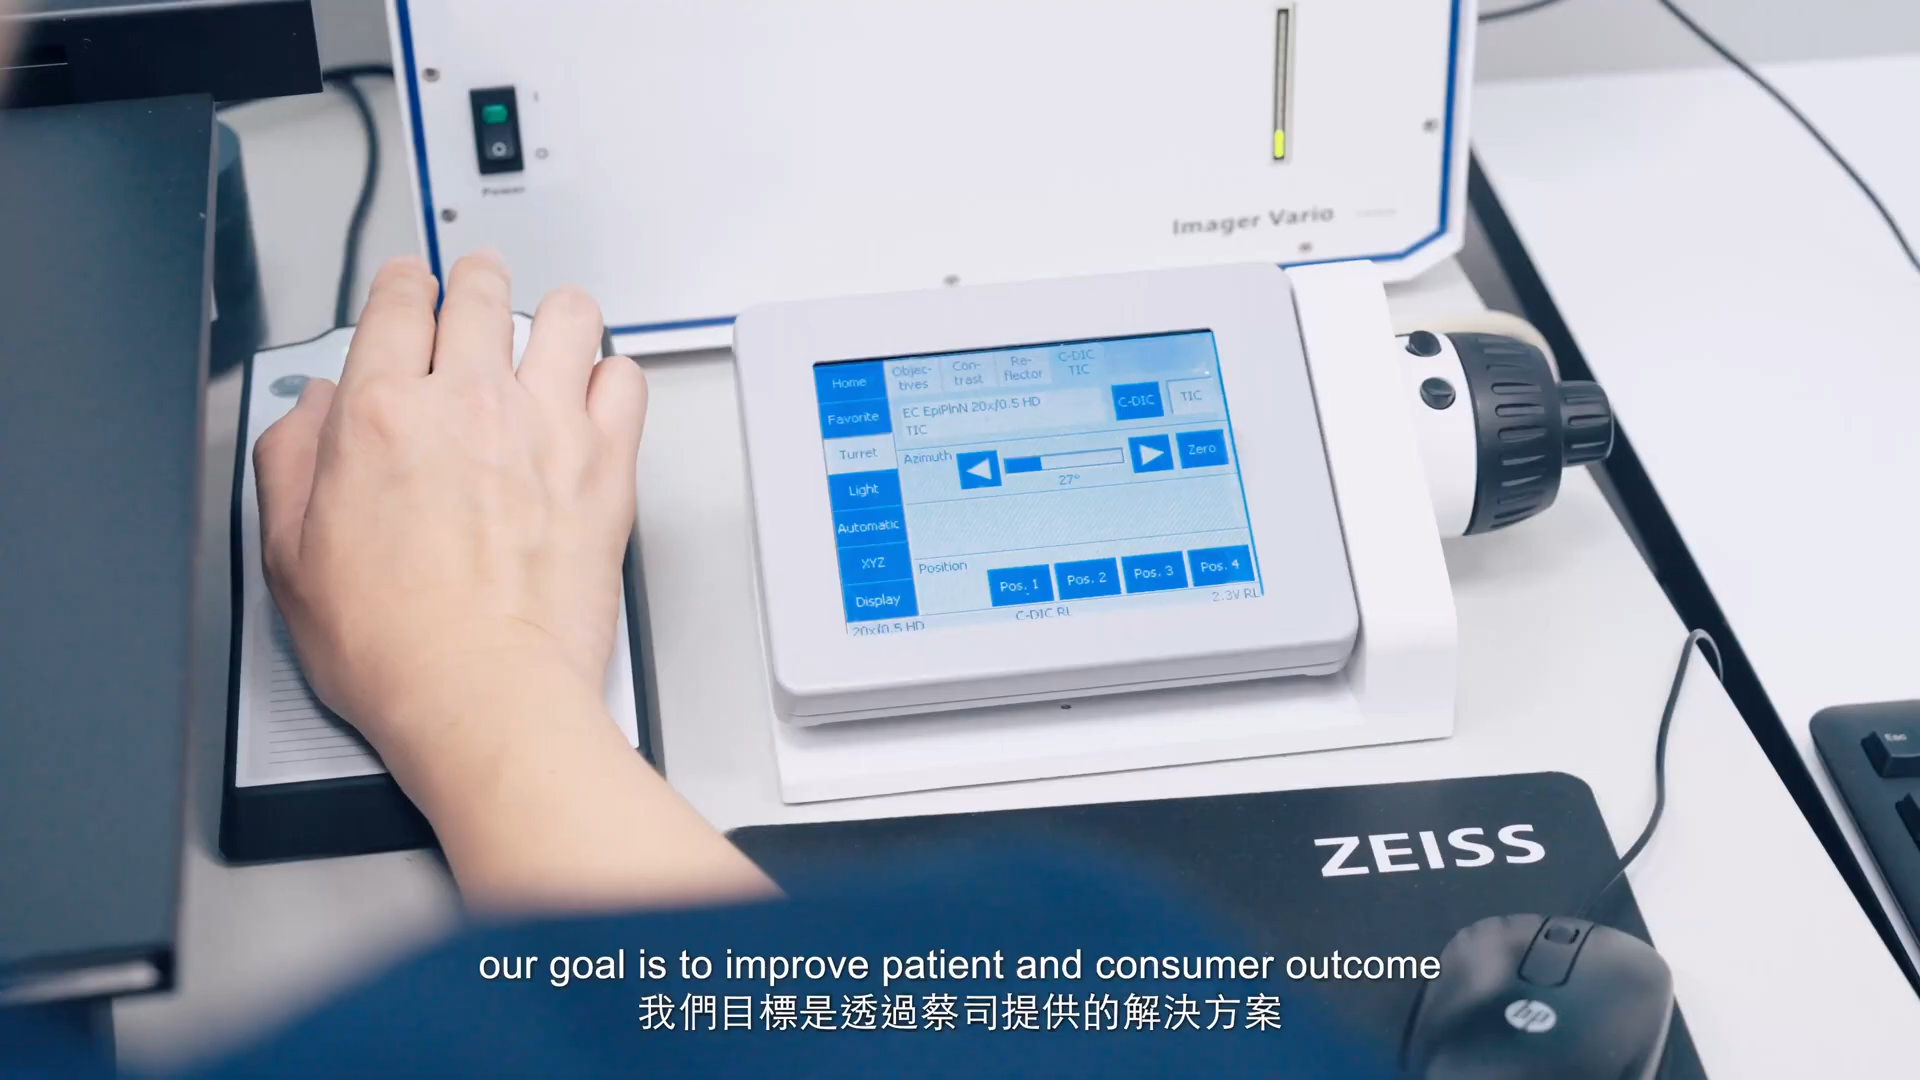 I
O
Power
Imager Vario
Home
Objec-
tives
Con-
trast
Re-
flector
C-DIC
TIC
Favorite
EC EpiPlnN 20x/0.5 HD
TIC
C-DIC
TIC
Turret
Azimuth
Zero
27°
Light
Automatic
XYZ
Position
Pos. 1
Pos. 2
Pos. 3
Pos. 4
Display
20x/0.5 HD
C-DIC RL
2.3V RL
Esc
ZEISS
hp
our goal is to improve patient and consumer outcome
我們目標是透過蔡司提供的解決方案